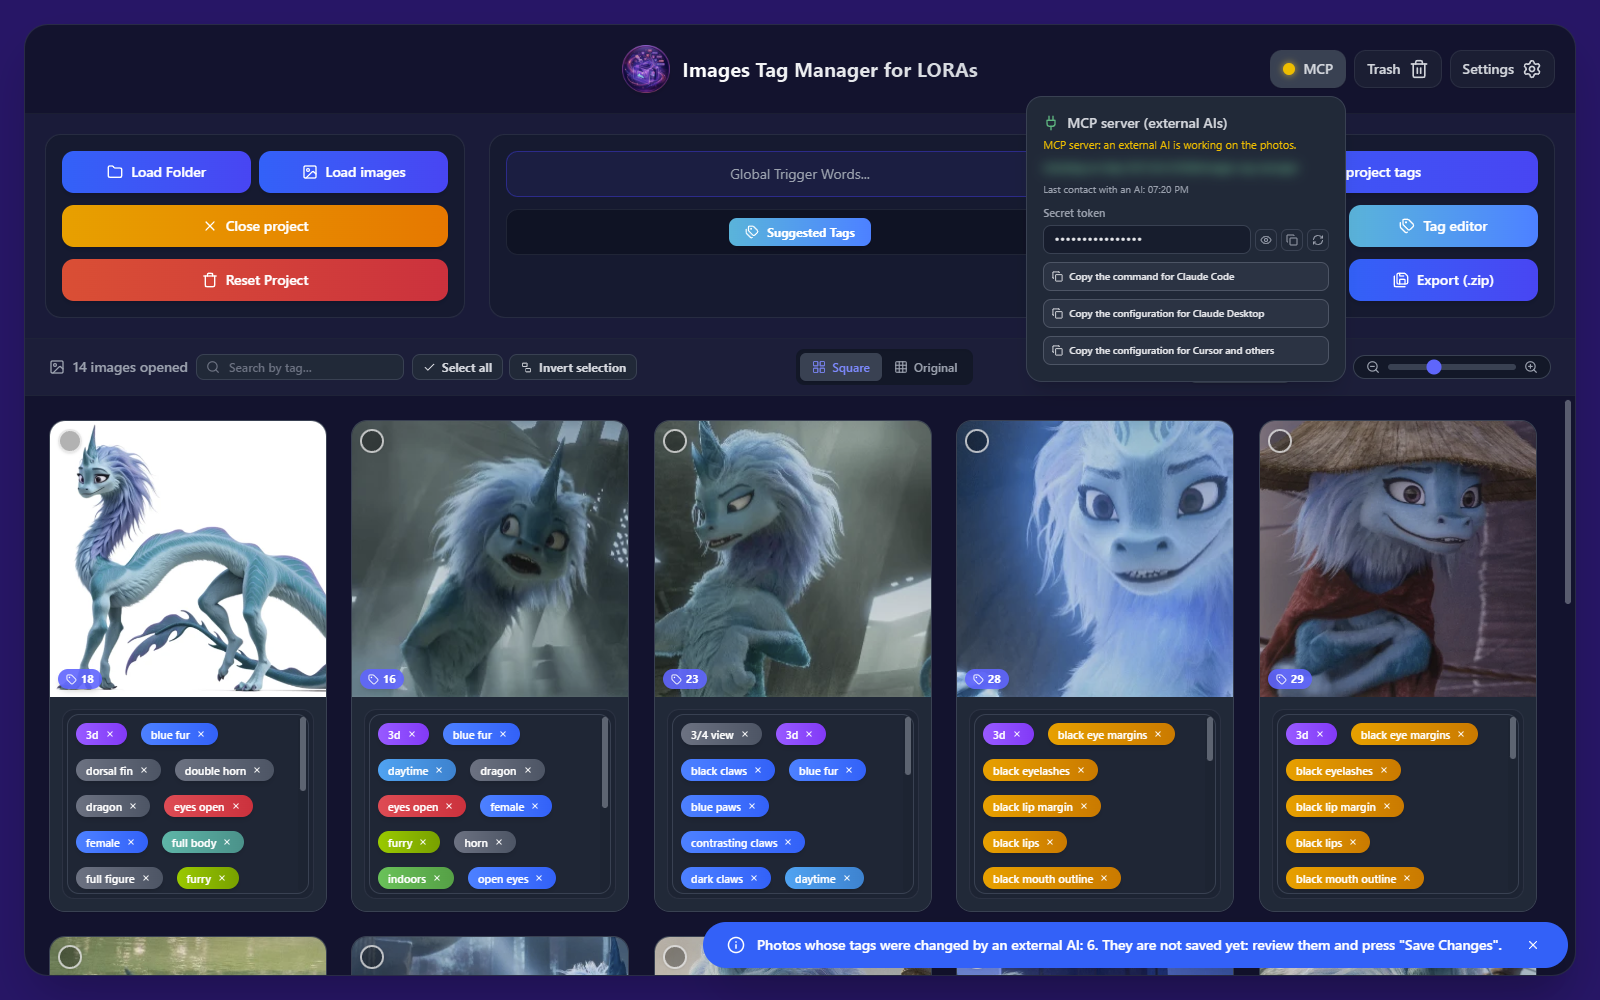 Images Tag Manager for LORAs
MCP
Trash
Settings
MCP server (external AIs)
MCP server: an external AI is working on the photos.
Last contact with an AI: 07:20 PM
Secret token
••••••••••••••••
Copy the command for Claude Code
Copy the configuration for Claude Desktop
Copy the configuration for Cursor and others
Load Folder
Load images
Close project
Reset Project
Global Trigger Words...
Suggested Tags
project tags
Tag editor
Export (.zip)
14 images opened
Search by tag...
Select all
Invert selection
Square
Original
18
16
23
28
29
3d
blue fur
dorsal fin
double horn
dragon
eyes open
female
full body
full figure
furry
3d
blue fur
daytime
dragon
eyes open
female
furry
horn
indoors
open eyes
3/4 view
3d
black claws
blue fur
blue paws
contrasting claws
dark claws
daytime
3d
black eye margins
black eyelashes
black lip margin
black lips
black mouth outline
3d
black eye margins
black eyelashes
black lip margin
black lips
black mouth outline
Photos whose tags were changed by an external AI: 6. They are not saved yet: review them and press "Save Changes".